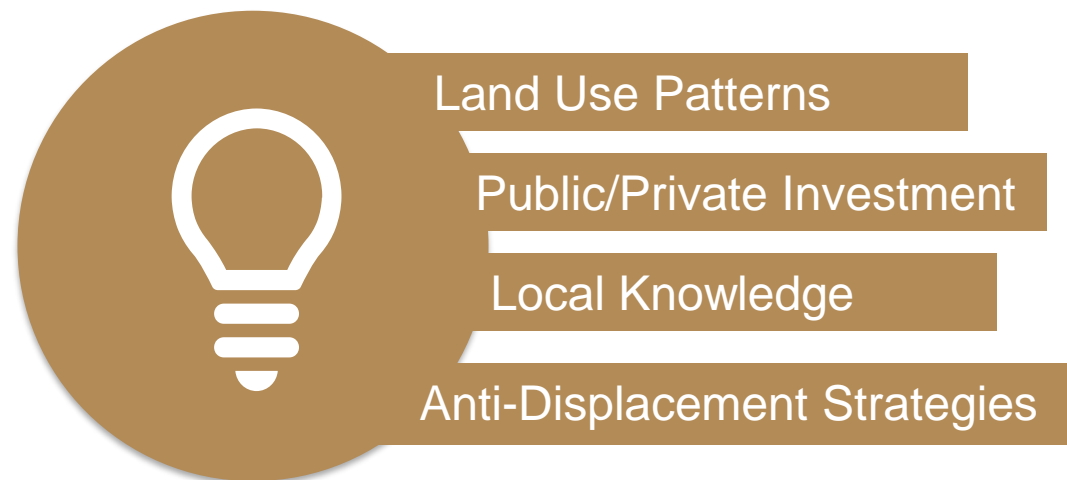 Land Use Patterns
Public/Private Investment
Local Knowledge
Anti-Displacement Strategies